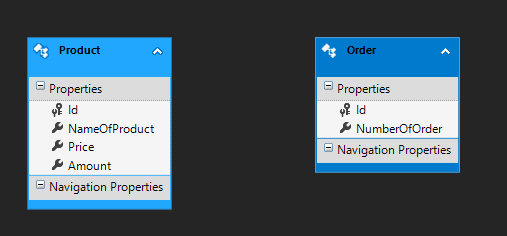 Product
Properties
Id
NameOfProduct
Price
Amount
Navigation Properties
Order
Properties
Id
NumberOfOrder
Navigation Properties